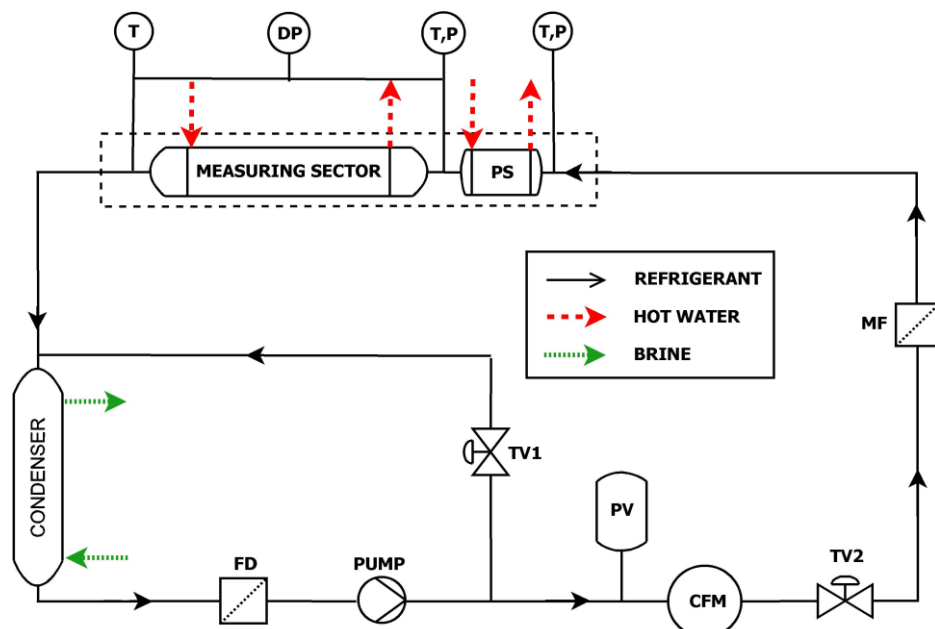 T
DP
T,P
T,P
MEASURING SECTOR
PS
REFRIGERANT
HOT WATER
BRINE
MF
CONDENSER
TV1
PV
FD
PUMP
CFM
TV2